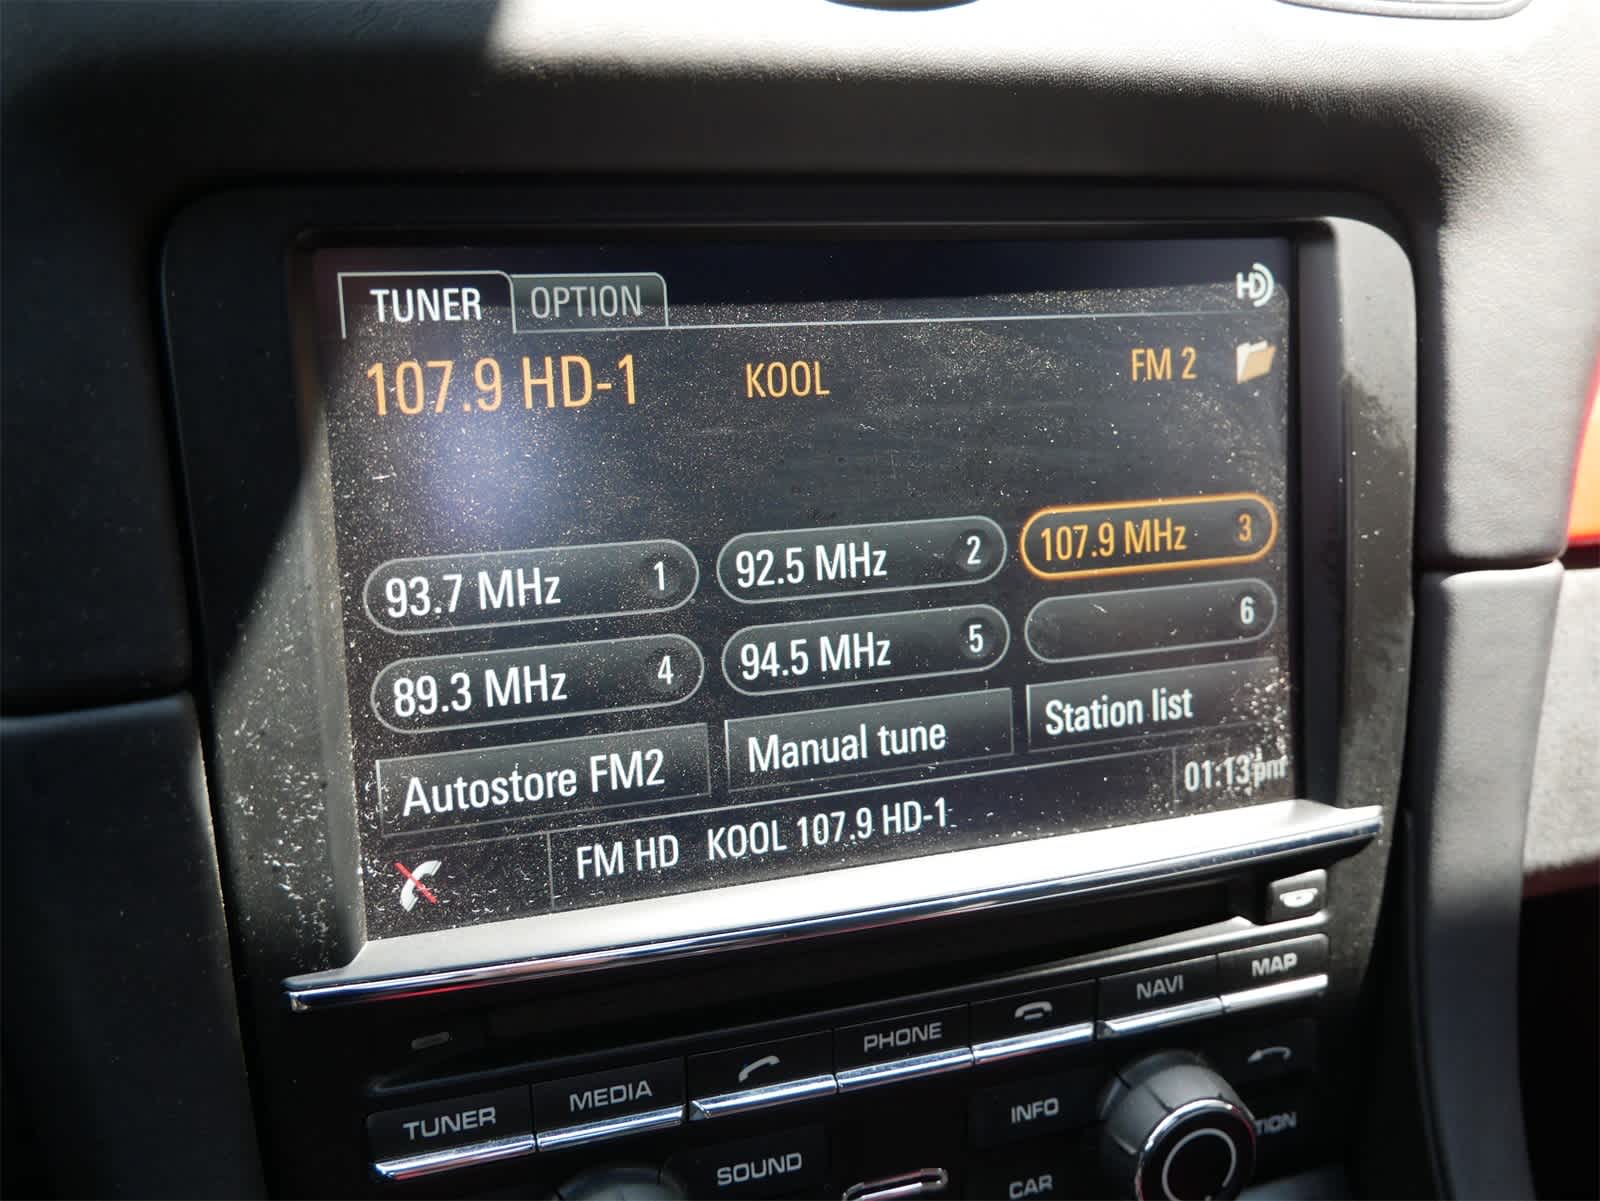 TUNER OPTION HD
107.9 HD-1 KOOL FM 2
93.7 MHz 1 92.5 MHz 2 107.9 MHz 3
89.3 MHz 4 94.5 MHz 5 6
Autostore FM2 Manual tune Station list
FM HD KOOL 107.9 HD-1 01:13 pm
TUNER MEDIA PHONE NAVI MAP
SOUND INFO
CAR